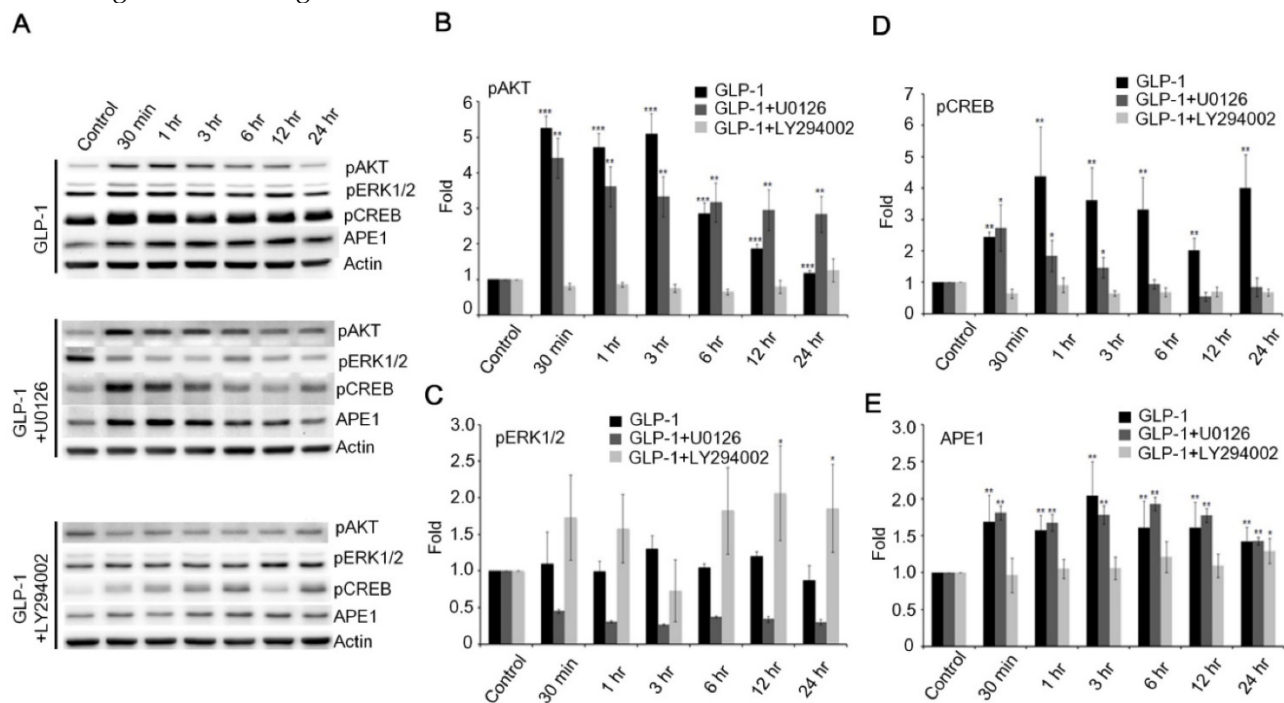 A
Control
30 min
1 hr
3 hr
6 hr
12 hr
24 hr
GLP-1
pAKT
pERK1/2
pCREB
APE1
Actin
GLP-1
+U0126
pAKT
pERK1/2
pCREB
APE1
Actin
GLP-1
+LY294002
pAKT
pERK1/2
pCREB
APE1
Actin
B
pAKT
GLP-1
GLP-1+U0126
GLP-1+LY294002
Fold
7
6
5
4
3
2
1
0
*** ** *** ** *** ** *** ** *** ** *** **
Control
30 min
1 hr
3 hr
6 hr
12 hr
24 hr
C
pERK1/2
GLP-1
GLP-1+U0126
GLP-1+LY294002
Fold
3.0
2.5
2.0
1.5
1.0
0.5
0
* *
Control
30 min
1 hr
3 hr
6 hr
12 hr
24 hr
D
pCREB
GLP-1
GLP-1+U0126
GLP-1+LY294002
Fold
7
6
5
4
3
2
1
0
** * ** * ** * ** ** **
Control
30 min
1 hr
3 hr
6 hr
12 hr
24 hr
E
APE1
GLP-1
GLP-1+U0126
GLP-1+LY294002
Fold
3.0
2.5
2.0
1.5
1.0
0.5
0
** ** ** ** ** ** ** ** ** ** ** ** *
Control
30 min
1 hr
3 hr
6 hr
12 hr
24 hr